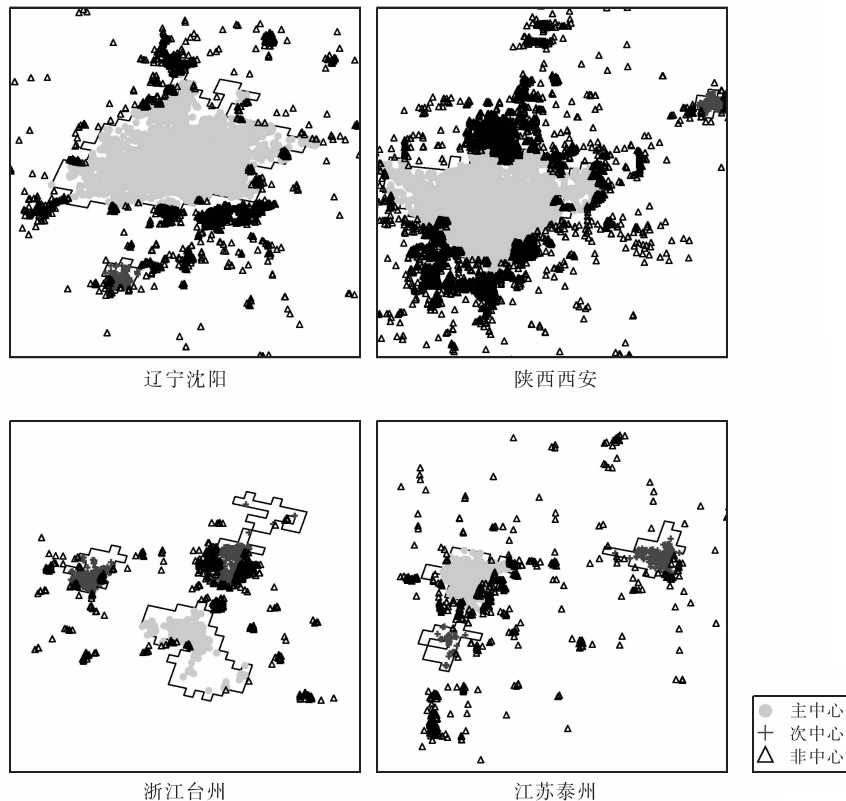 辽宁沈阳
陕西西安
浙江台州
江苏泰州
主中心
次中心
非中心